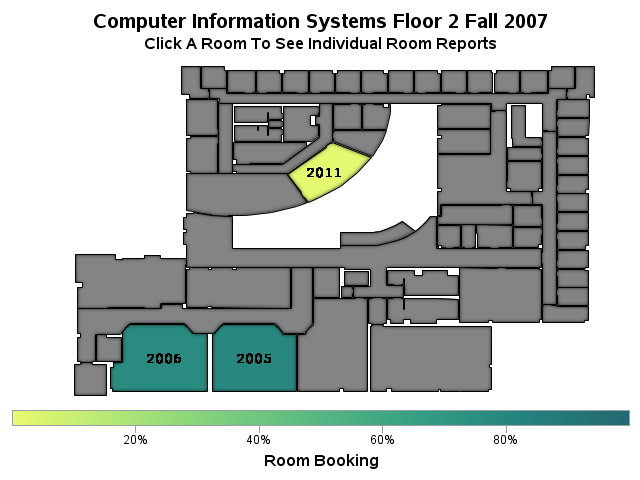 Computer Information Systems Floor 2 Fall 2007
Click A Room To See Individual Room Reports
2011
2006 2005
20% 40% 60% 80%
Room Booking